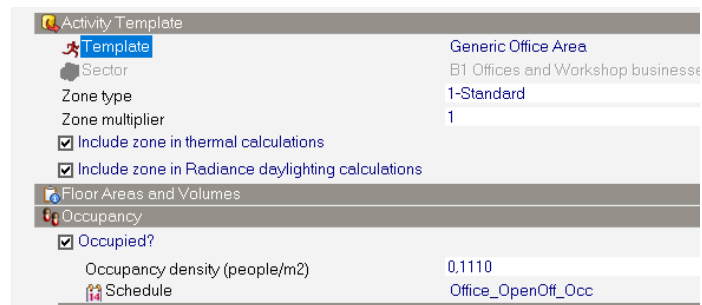 Activity Template
Template Generic Office Area
Sector B1 Offices and Workshop businesse
Zone type 1-Standard
Zone multiplier 1
Include zone in thermal calculations
Include zone in Radiance daylighting calculations
Floor Areas and Volumes
Occupancy
Occupied?
Occupancy density (people/m2) 0,1110
14 Schedule Office_OpenOff_Occ